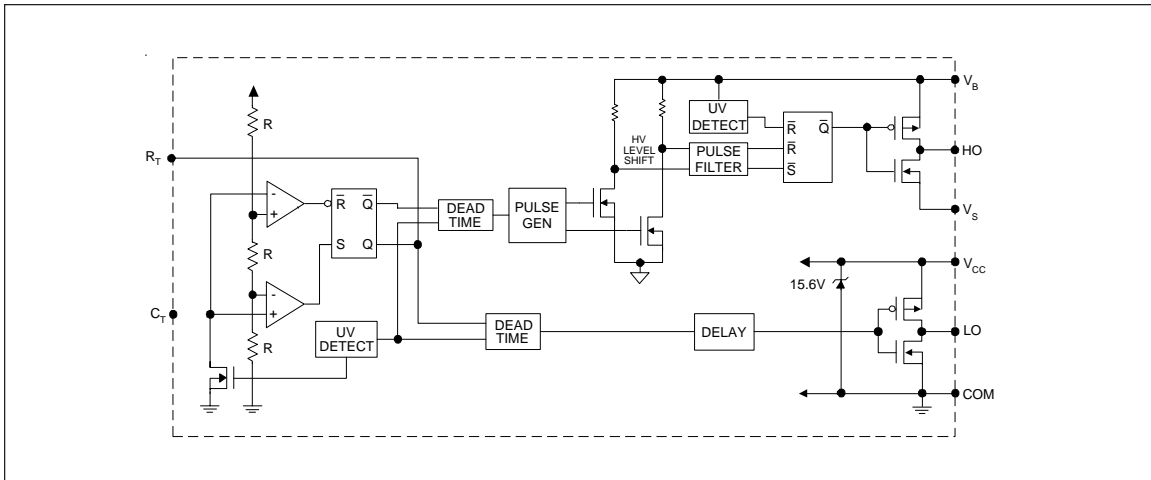 V_B
R
UV DETECT
R̅
Q̅
HV LEVEL SHIFT
R̅
PULSE FILTER
S̅
HO
R_T
-
+
R̅
Q̅
DEAD TIME
PULSE GEN
V_S
R
S
Q
V_CC
15.6V
-
+
C_T
UV DETECT
DEAD TIME
DELAY
LO
R
COM